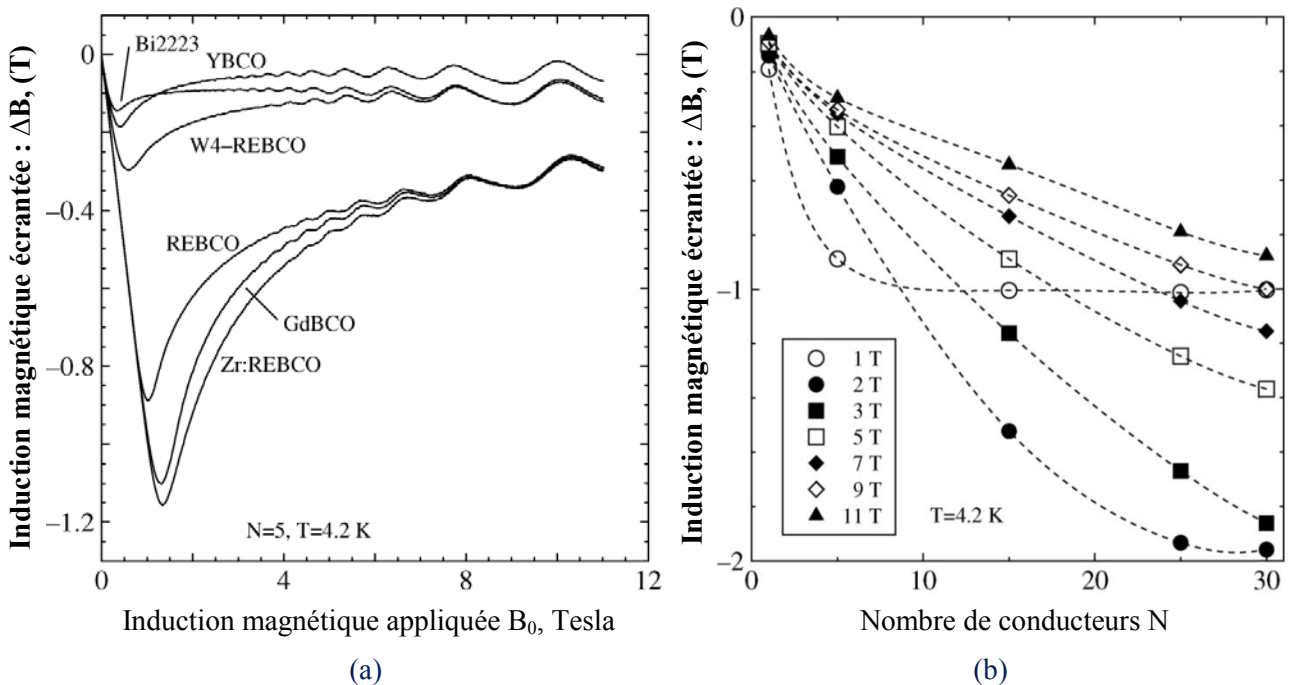 Induction magnétique écrantée : ΔB, (T)
0
−0.4
−0.8
−1.2
Bi2223
YBCO
W4–REBCO
REBCO
GdBCO
Zr:REBCO
N=5, T=4.2 K
0 4 8 12
Induction magnétique appliquée B₀, Tesla
(a)
Induction magnétique écrantée : ΔB, (T)
0
−1
−2
1 T
2 T
3 T
5 T
7 T
9 T
11 T
T=4.2 K
0 10 20 30
Nombre de conducteurs N
(b)